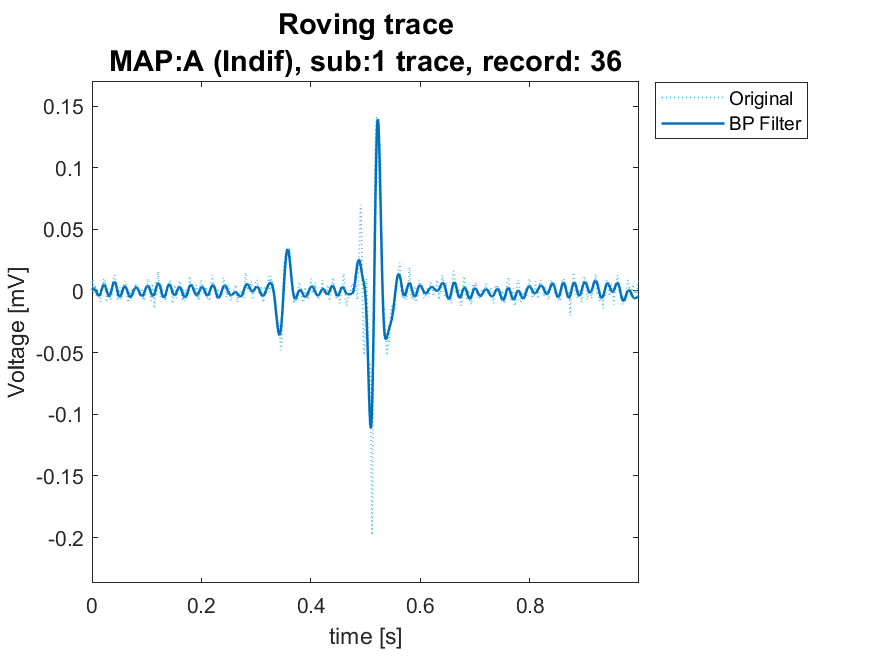 Roving trace
MAP:A (Indif), sub:1 trace, record: 36
Original
BP Filter
0.15
0.1
0.05
0
-0.05
-0.1
-0.15
-0.2
Voltage [mV]
0 0.2 0.4 0.6 0.8
time [s]